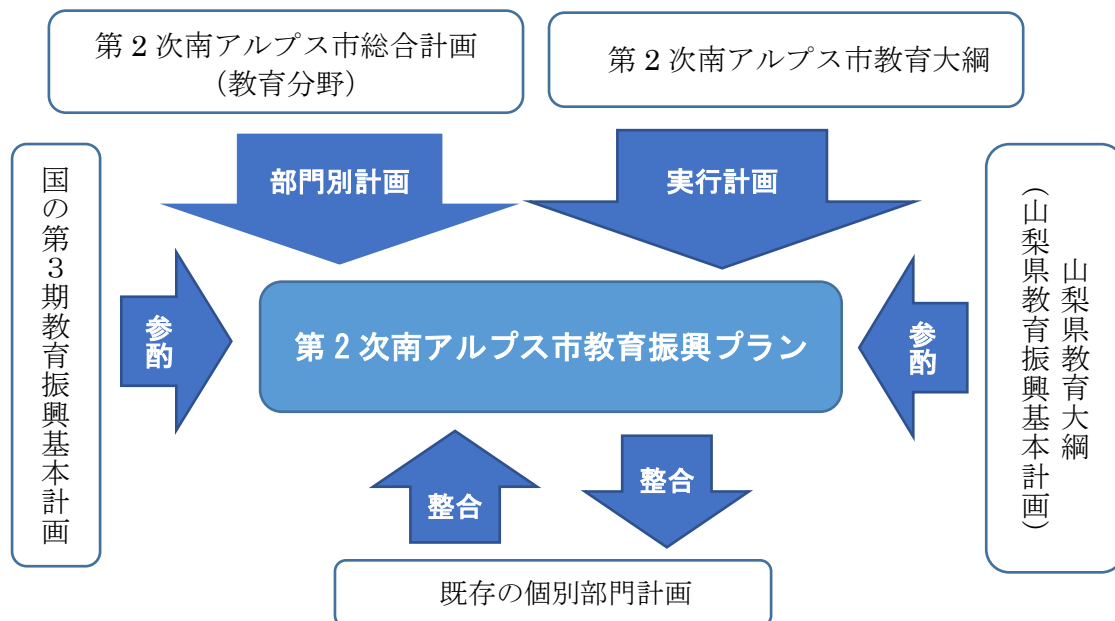 第2次南アルプス市総合計画
（教育分野）
第2次南アルプス市教育大綱
部門別計画
実行計画
国の第3期教育振興基本計画
参酌
第2次南アルプス市教育振興プラン
参酌
山梨県教育大綱
（山梨県教育振興基本計画）
整合
整合
既存の個別部門計画